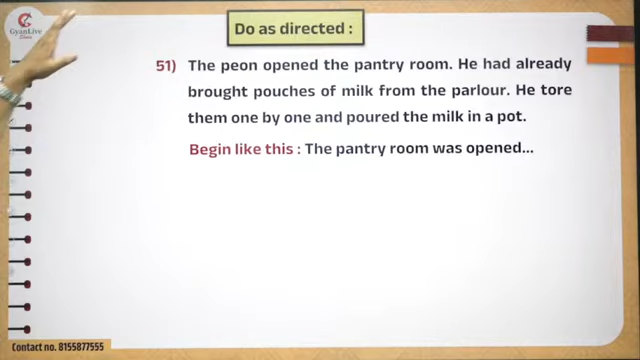 GyanLive
Do as directed :
51) The peon opened the pantry room. He had already
brought pouches of milk from the parlour. He tore
them one by one and poured the milk in a pot.
Begin like this : The pantry room was opened...
Contact no. 8155877555